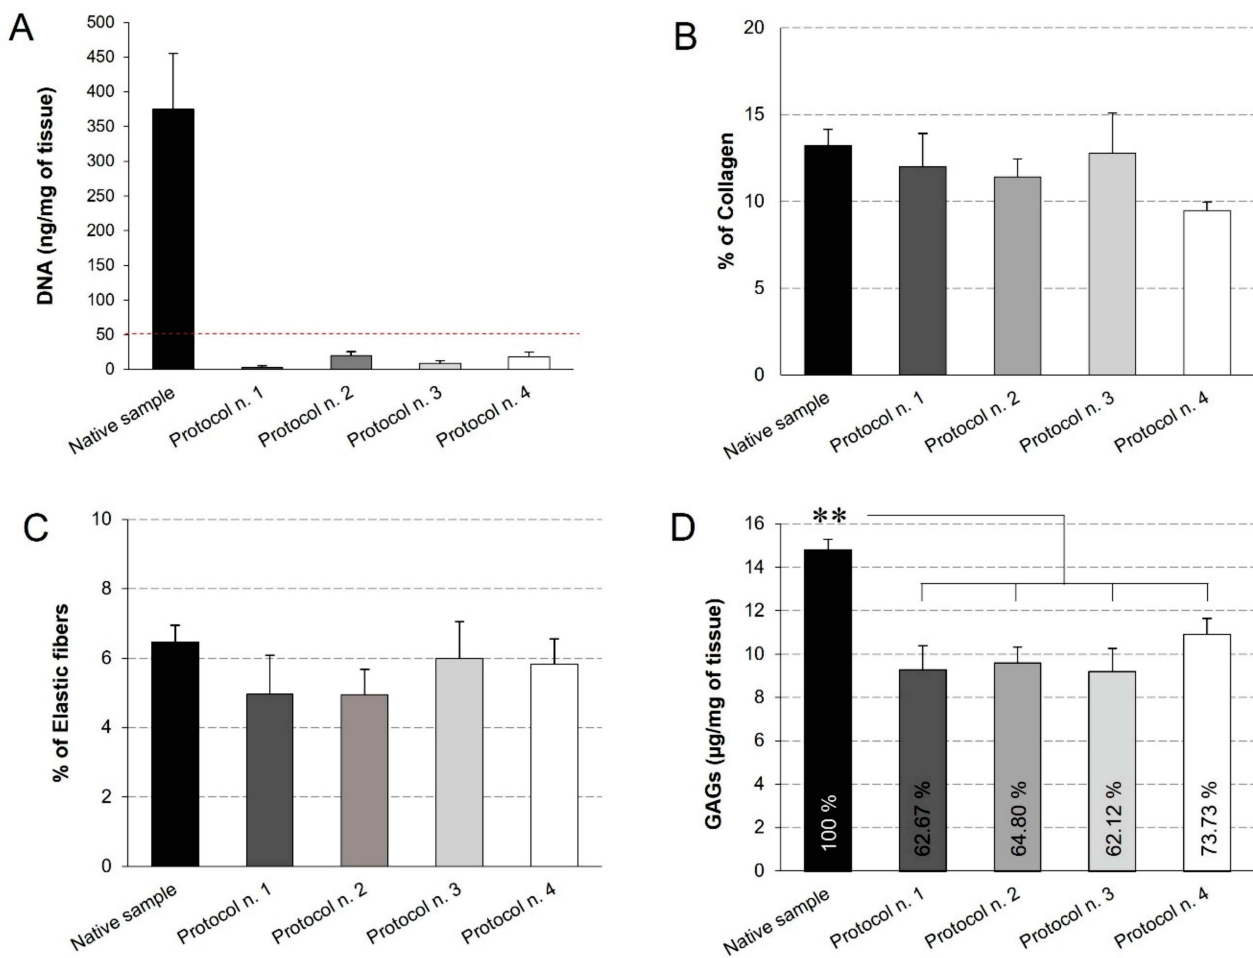 A
DNA (ng/mg of tissue)
500
450
400
350
300
250
200
150
100
50
0
Native sample
Protocol n. 1
Protocol n. 2
Protocol n. 3
Protocol n. 4
B
% of Collagen
20
15
10
5
0
Native sample
Protocol n. 1
Protocol n. 2
Protocol n. 3
Protocol n. 4
C
% of Elastic fibers
10
8
6
4
2
0
Native sample
Protocol n. 1
Protocol n. 2
Protocol n. 3
Protocol n. 4
D
GAGs (µg/mg of tissue)
16
14
12
10
8
6
4
2
0
**
100 %
62.67 %
64.80 %
62.12 %
73.73 %
Native sample
Protocol n. 1
Protocol n. 2
Protocol n. 3
Protocol n. 4